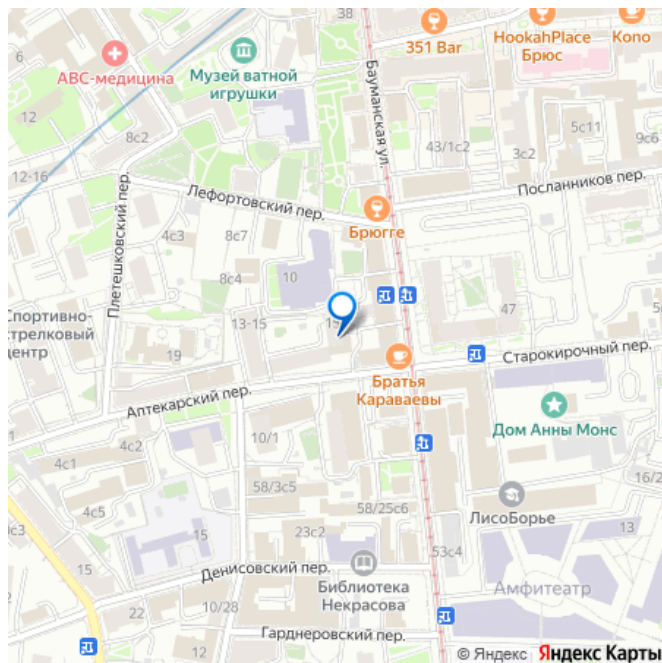 38
351 Bar
HookahPlace
Брюс
Копо
6
АВС-медицина
Музей ватной
игрушки
Бауманская ул.
12
12
8с2
43/1с2
5с11
3с2
9с6
12-16
Посланников пер.
Лефортовский пер.
Плетешковский пер.
Брюгге
4с3
8с7
8с4
10
Спортивно-
стрелковый
центр
13-15
15
47
19
Старокирочный пер.
Братья
Караваевы
Аптекарский пер.
Дом Анны Монс
/1
4с2
10/1
4с1
16/2
58/3с5
4с5
58/25с6
ЛисоБорье
с3
15
23с2
13
53с4
15
Денисовский пер.
Библиотека
Некрасова
Амфитеатр
22
10/28
12
Гарднеровский пер.
© Яндекс Яндекс Карты